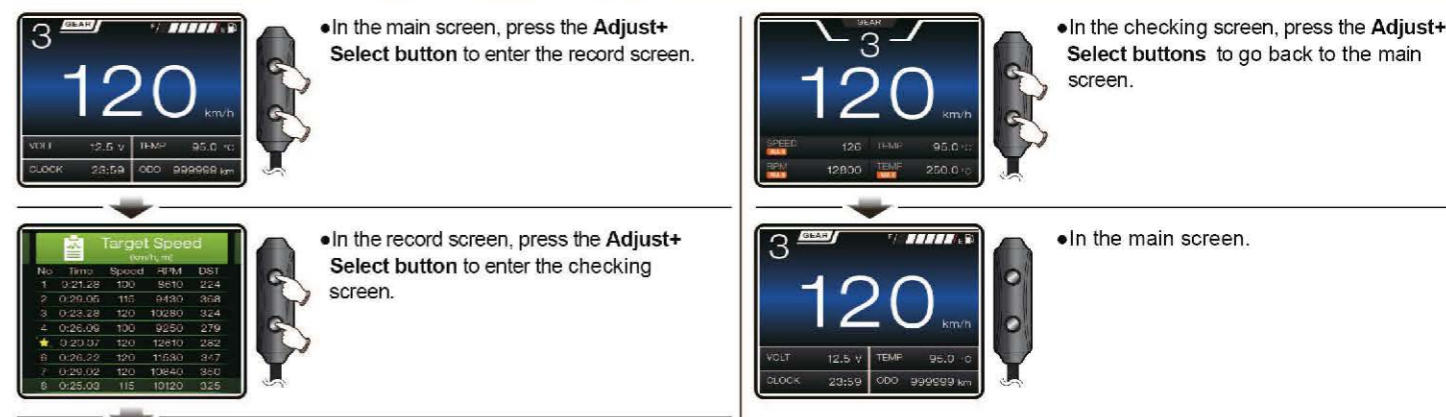 3 GEAR F/ E
120 km/h
VOLT 12.5 V TEMP 95.0 °C
CLOCK 23:59 ODO 999999 km
●In the main screen, press the Adjust+
Select button to enter the record screen.
Target Speed
(km/h, m)
No Time Speed RPM DST
1 0:21.28 100 8610 224
2 0:29.05 115 9430 368
3 0:23.28 120 10280 324
4 0:26.09 100 9250 279
0:20.07 120 12610 282
6 0:26.22 120 11530 347
7 0:29.02 120 10840 350
8 0:25.03 115 10120 325
●In the record screen, press the Adjust+
Select button to enter the checking
screen.
GEAR
3
120 km/h
SPEED MAX 126 TEMP 95.0 °C
RPM MAX 12800 TEMP MAX 250.0 °C
●In the checking screen, press the Adjust+
Select buttons to go back to the main
screen.
3 GEAR F/ E
120 km/h
VOLT 12.5 V TEMP 95.0 °C
CLOCK 23:59 ODO 999999 km
●In the main screen.